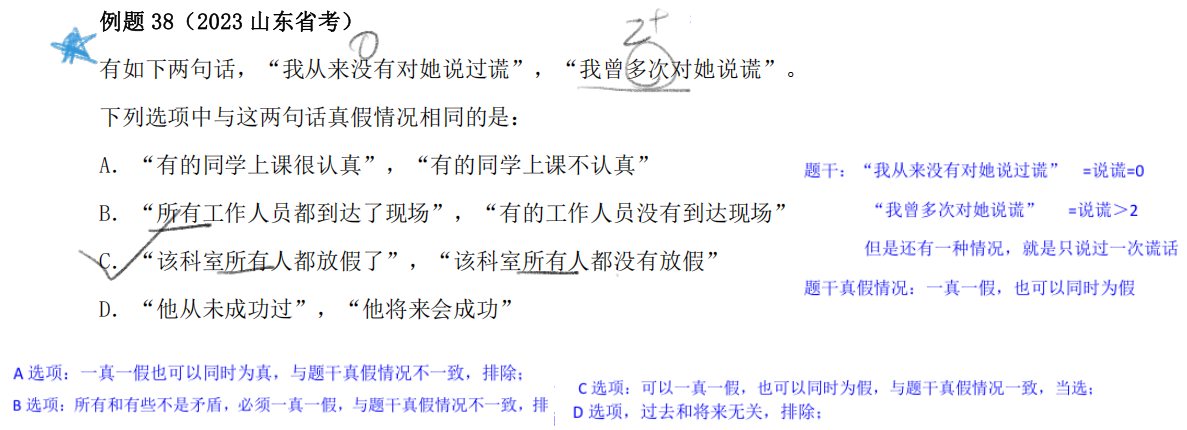 例题 38（2023 山东省考）
0
2+
有如下两句话，“我从来没有对她说过谎”，“我曾多次对她说谎”。
下列选项中与这两句话真假情况相同的是：
A. “有的同学上课很认真”，“有的同学上课不认真”
B. “所有工作人员都到达了现场”，“有的工作人员没有到达现场”
C. “该科室所有人都放假了”，“该科室所有人都没有放假”
D. “他从未成功过”，“他将来会成功”
题干：“我从来没有对她说过谎” =说谎=0
“我曾多次对她说谎” =说谎＞2
但是还有一种情况，就是只说过一次谎话
题干真假情况：一真一假，也可以同时为假
A 选项：一真一假也可以同时为真，与题干真假情况不一致，排除；
B 选项：所有和有些不是矛盾，必须一真一假，与题干真假情况不一致，排
C 选项：可以一真一假，也可以同时为假，与题干真假情况一致，当选；
D 选项，过去和将来无关，排除；